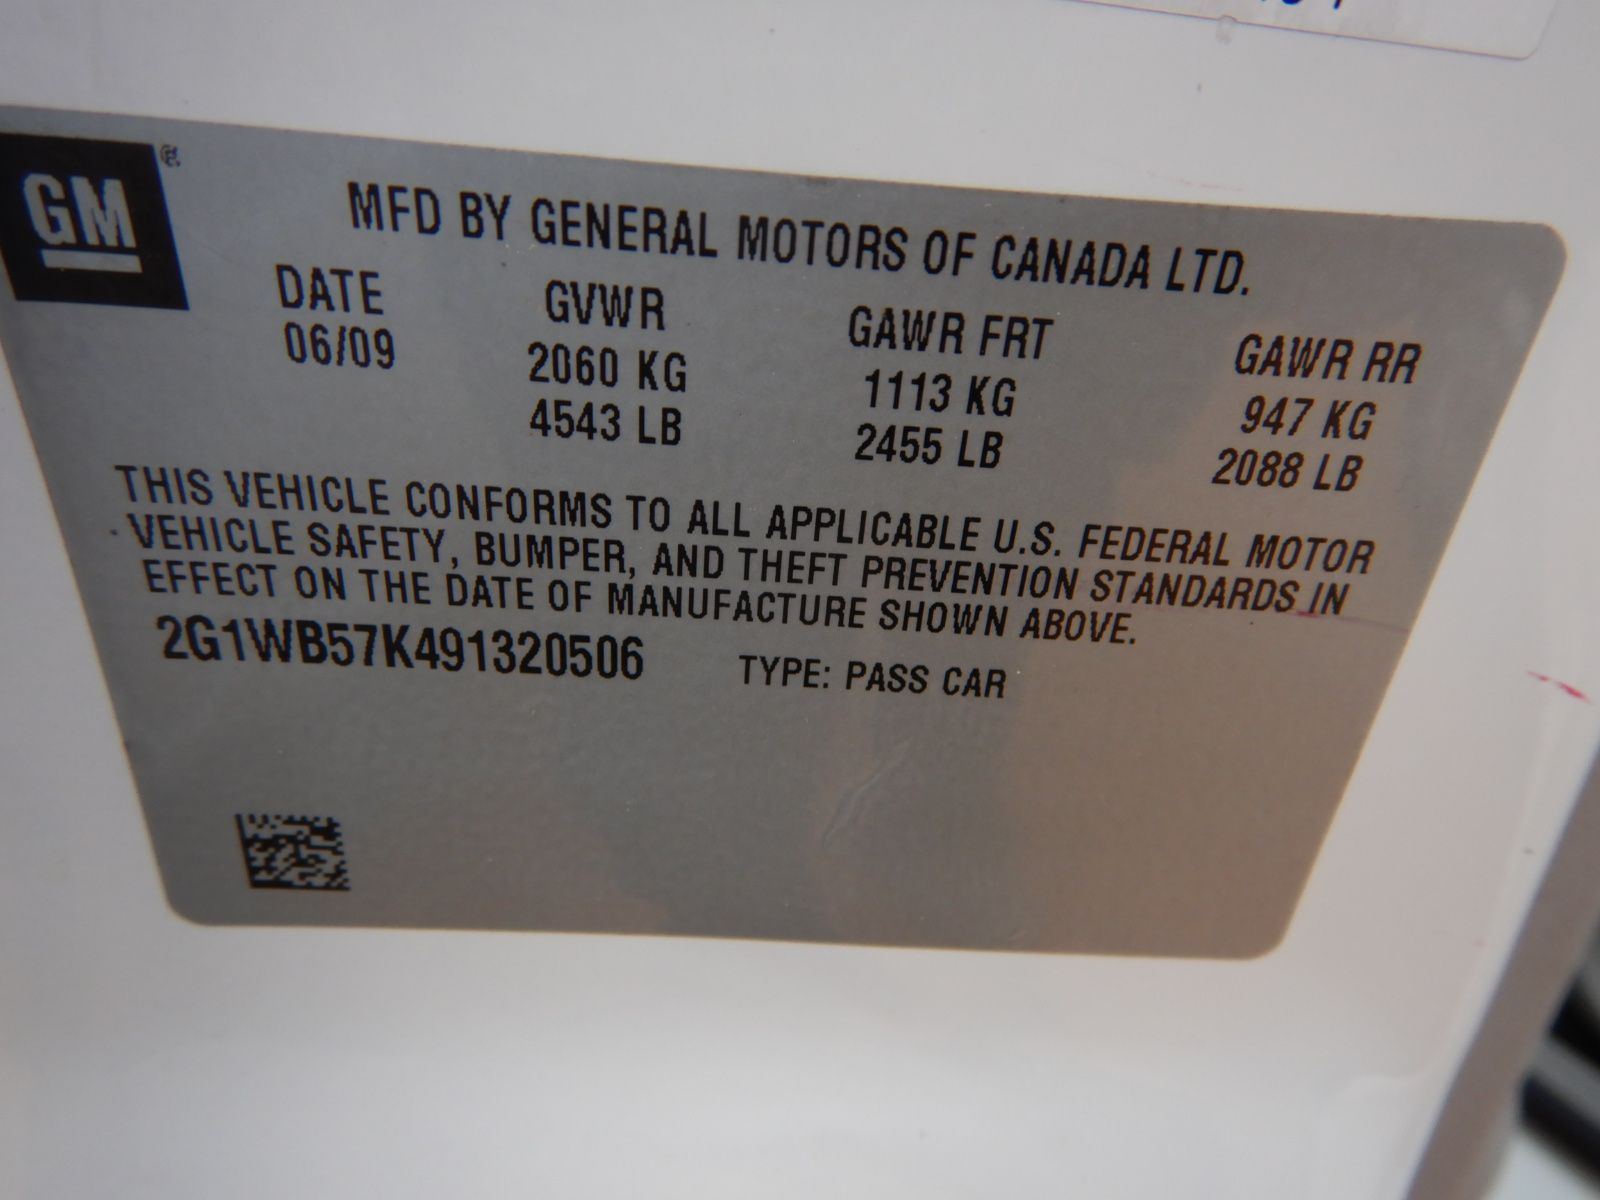 GM®
MFD BY GENERAL MOTORS OF CANADA LTD.
DATE GVWR GAWR FRT GAWR RR
06/09 2060 KG 1113 KG 947 KG
4543 LB 2455 LB 2088 LB
THIS VEHICLE CONFORMS TO ALL APPLICABLE U.S. FEDERAL MOTOR
VEHICLE SAFETY, BUMPER, AND THEFT PREVENTION STANDARDS IN
EFFECT ON THE DATE OF MANUFACTURE SHOWN ABOVE.
2G1WB57K491320506 TYPE: PASS CAR